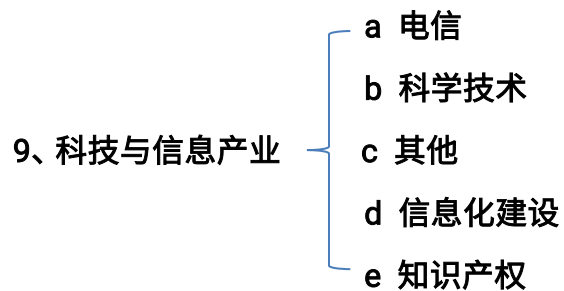 9、科技与信息产业
a 电信
b 科学技术
c 其他
d 信息化建设
e 知识产权